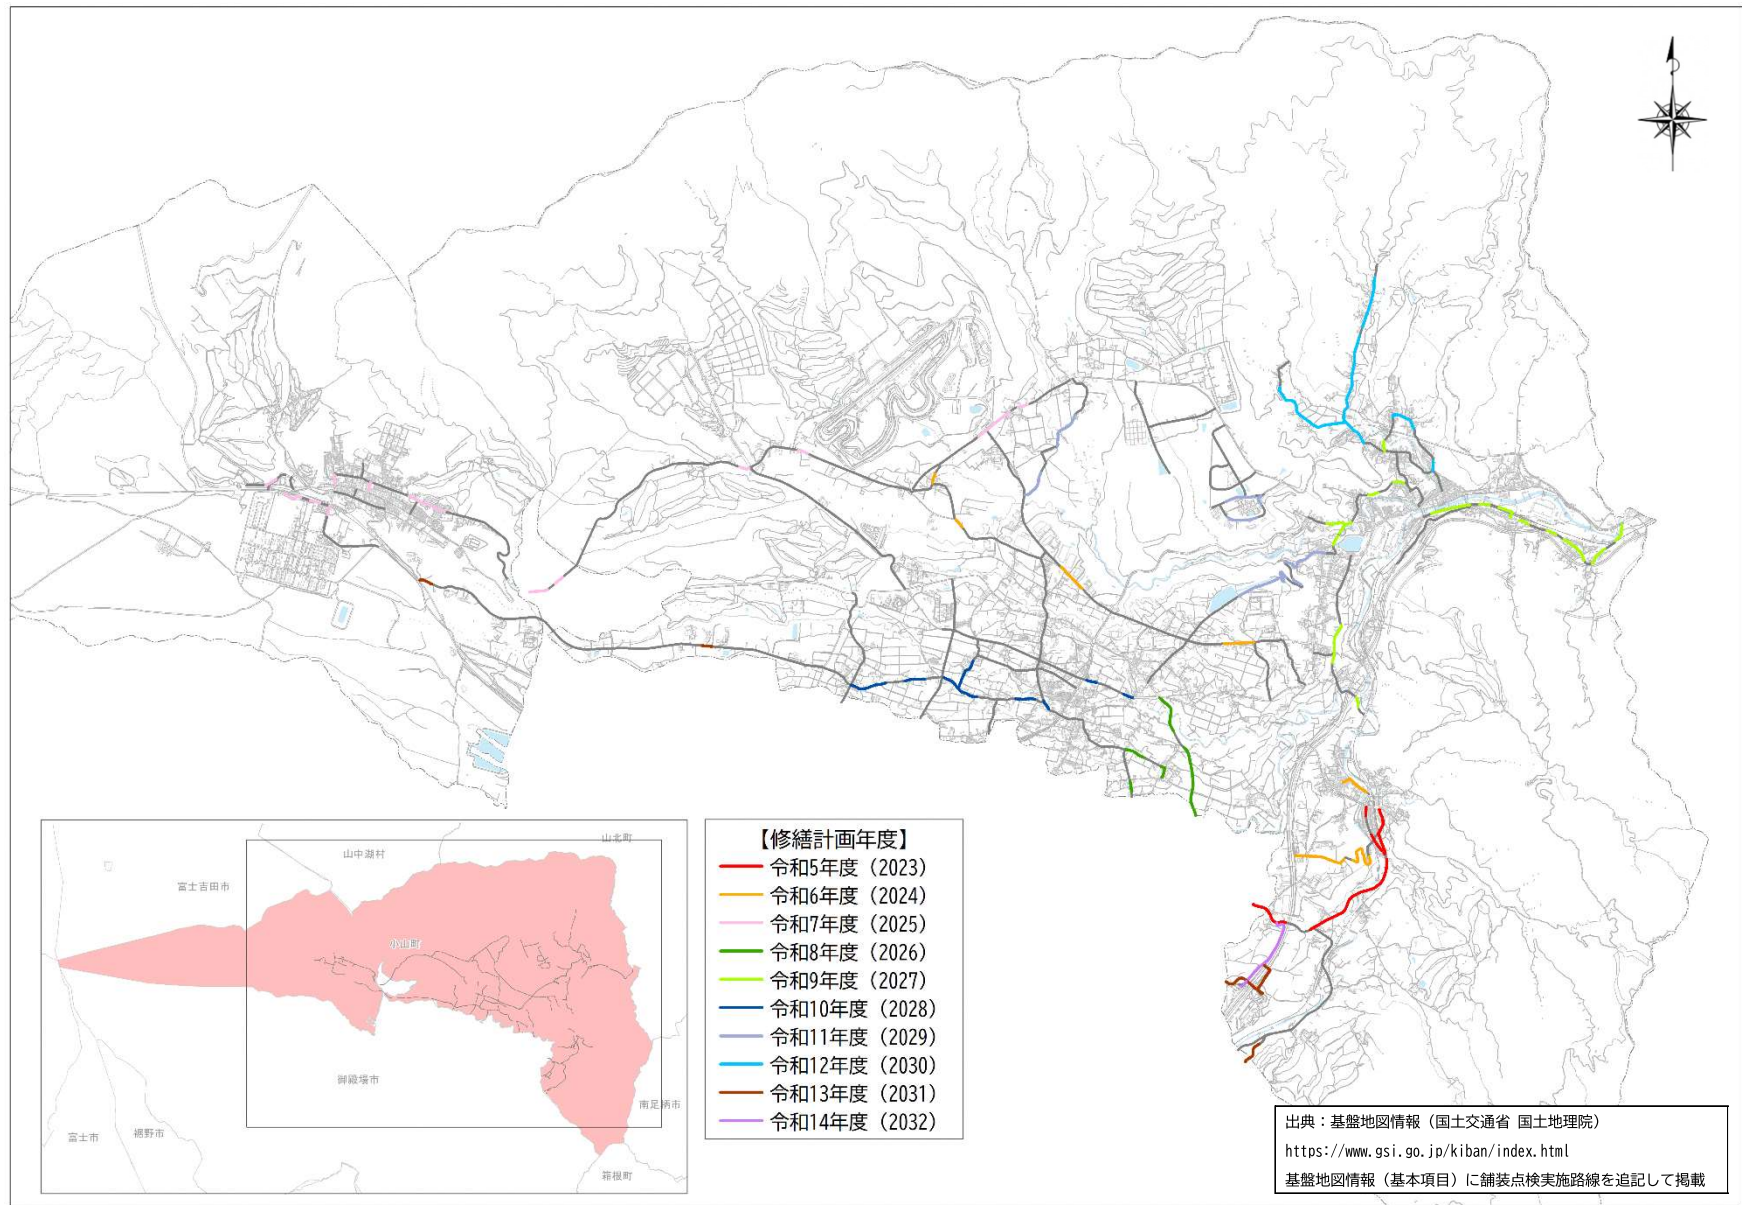 山北町
山中湖村
富士吉田市
小山町
御殿場市
南足柄市
富士市
裾野市
箱根町
【修繕計画年度】
令和5年度（2023）
令和6年度（2024）
令和7年度（2025）
令和8年度（2026）
令和9年度（2027）
令和10年度（2028）
令和11年度（2029）
令和12年度（2030）
令和13年度（2031）
令和14年度（2032）
出典：基盤地図情報（国土交通省 国土地理院）
https://www.gsi.go.jp/kiban/index.html
基盤地図情報（基本項目）に舗装点検実施路線を追記して掲載